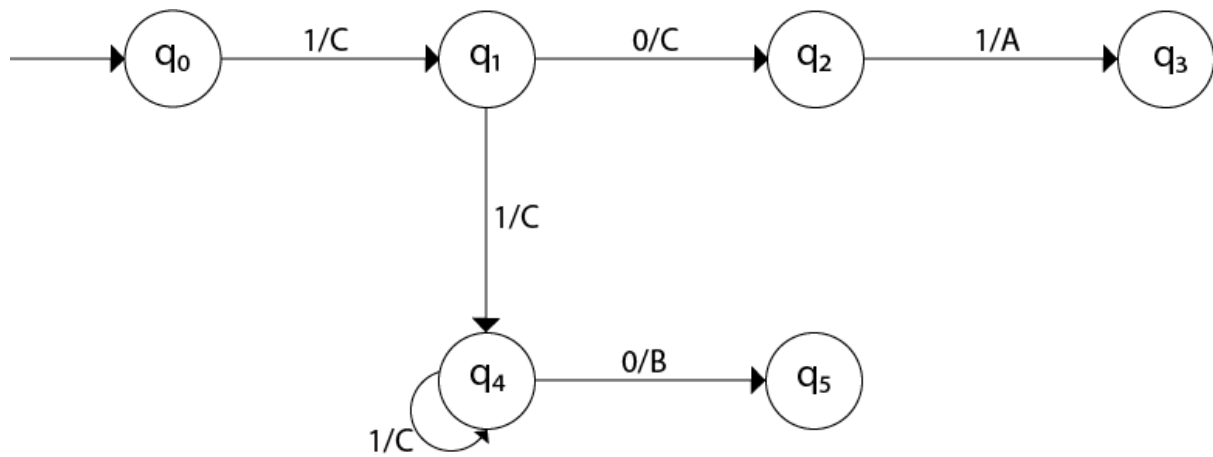 1/C 0/C 1/A
q₀ q₁ q₂ q₃
1/C
0/B
q₄ q₅
1/C